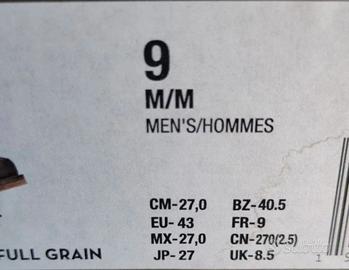 9
M/M
MEN'S/HOMMES
CM-27,0 BZ-40.5
EU- 43 FR-9
MX-27,0 CN-270(2.5)
JP- 27 UK-8.5
FULL GRAIN
1